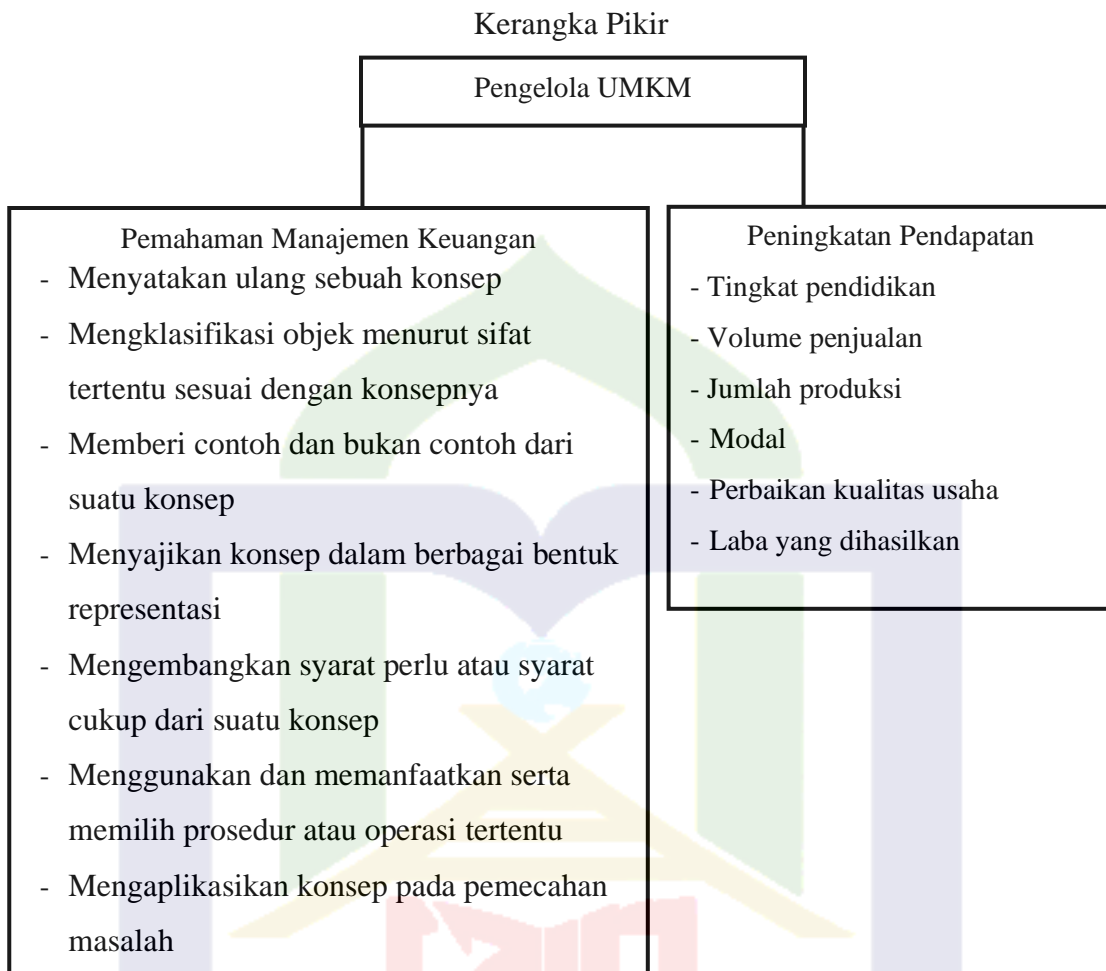 Kerangka Pikir
Pengelola UMKM
Pemahaman Manajemen Keuangan
- Menyatakan ulang sebuah konsep
- Mengklasifikasi objek menurut sifat
tertentu sesuai dengan konsepnya
- Memberi contoh dan bukan contoh dari
suatu konsep
- Menyajikan konsep dalam berbagai bentuk
representasi
- Mengembangkan syarat perlu atau syarat
cukup dari suatu konsep
- Menggunakan dan memanfaatkan serta
memilih prosedur atau operasi tertentu
- Mengaplikasikan konsep pada pemecahan
masalah
Peningkatan Pendapatan
- Tingkat pendidikan
- Volume penjualan
- Jumlah produksi
- Modal
- Perbaikan kualitas usaha
- Laba yang dihasilkan